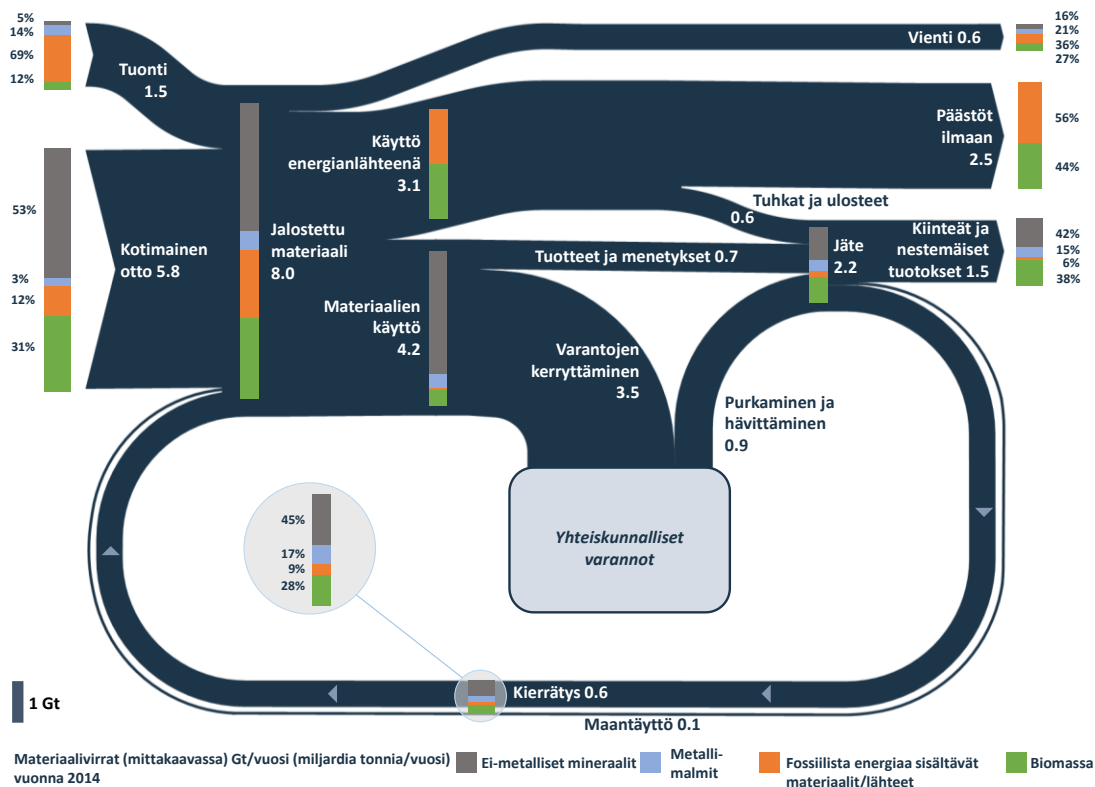 5%
14%
69%
12%
Tuonti
1.5
Vienti 0.6
16%
21%
36%
27%
53%
3%
12%
31%
Kotimainen
otto 5.8
Jalostettu
materiaali
8.0
Käyttö
energianlähteenä
3.1
Päästöt
ilmaan
2.5
56%
44%
Tuhkat ja ulosteet
0.6
Tuotteet ja menetykset 0.7
Jäte
2.2
Kiinteät ja
nestemäiset
tuotokset 1.5
42%
15%
6%
38%
Materiaalien
käyttö
4.2
Varantojen
kerryttäminen
3.5
Purkaminen ja
hävittäminen
0.9
Yhteiskunnalliset
varannot
45%
17%
9%
28%
Kierrätys 0.6
Maantäyttö 0.1
1 Gt
Materiaalivirrat (mittakaavassa) Gt/vuosi (miljardia tonnia/vuosi)
vuonna 2014
Ei-metalliset mineraalit
Metalli-
malmit
Fossiilista energiaa sisältävät
materiaalit/lähteet
Biomassa